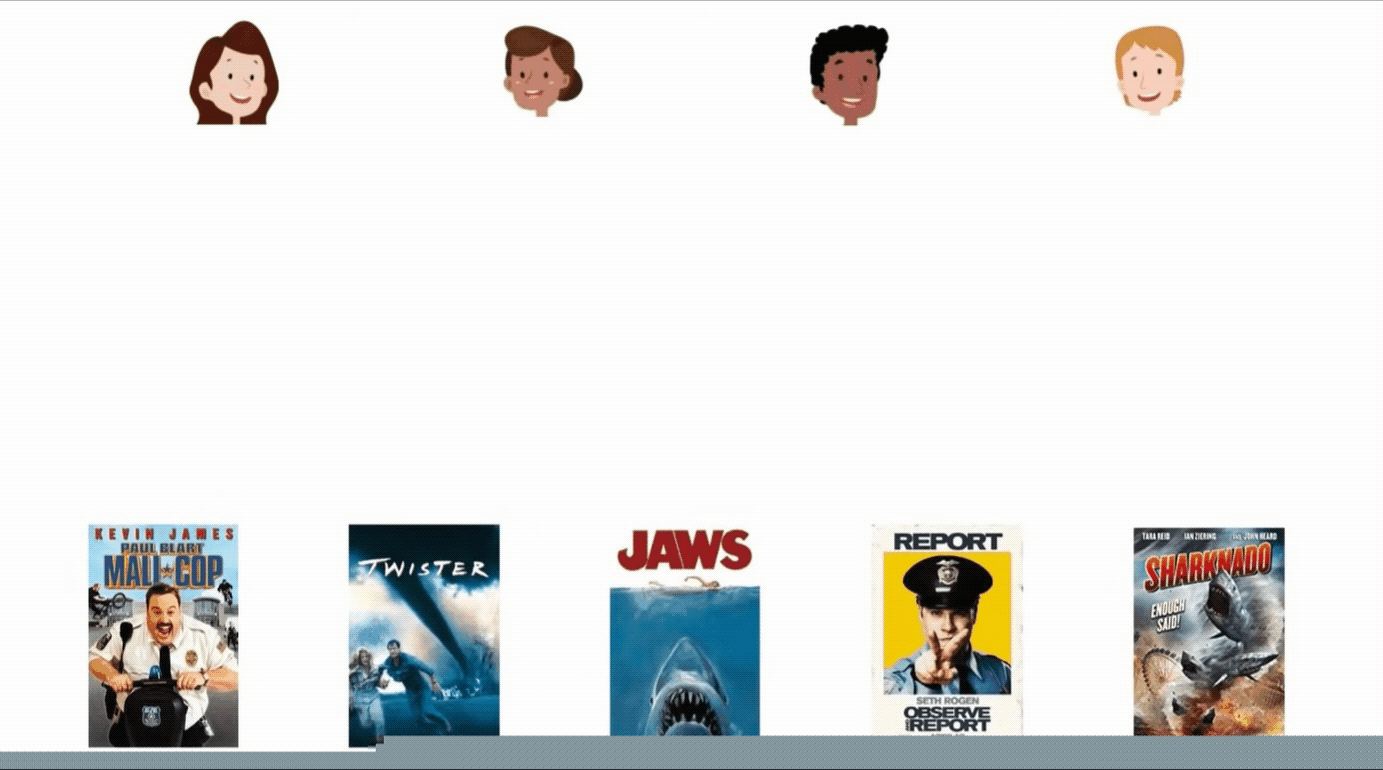 KEVIN JAMES
PAUL BLART
MALL COP
TWISTER
JAWS
REPORT
SETH ROGEN
OBSERVE
AND REPORT
TARA REID IAN ZIERING AND JOHN HEARD
SHARKNADO
ENOUGH
SAID!